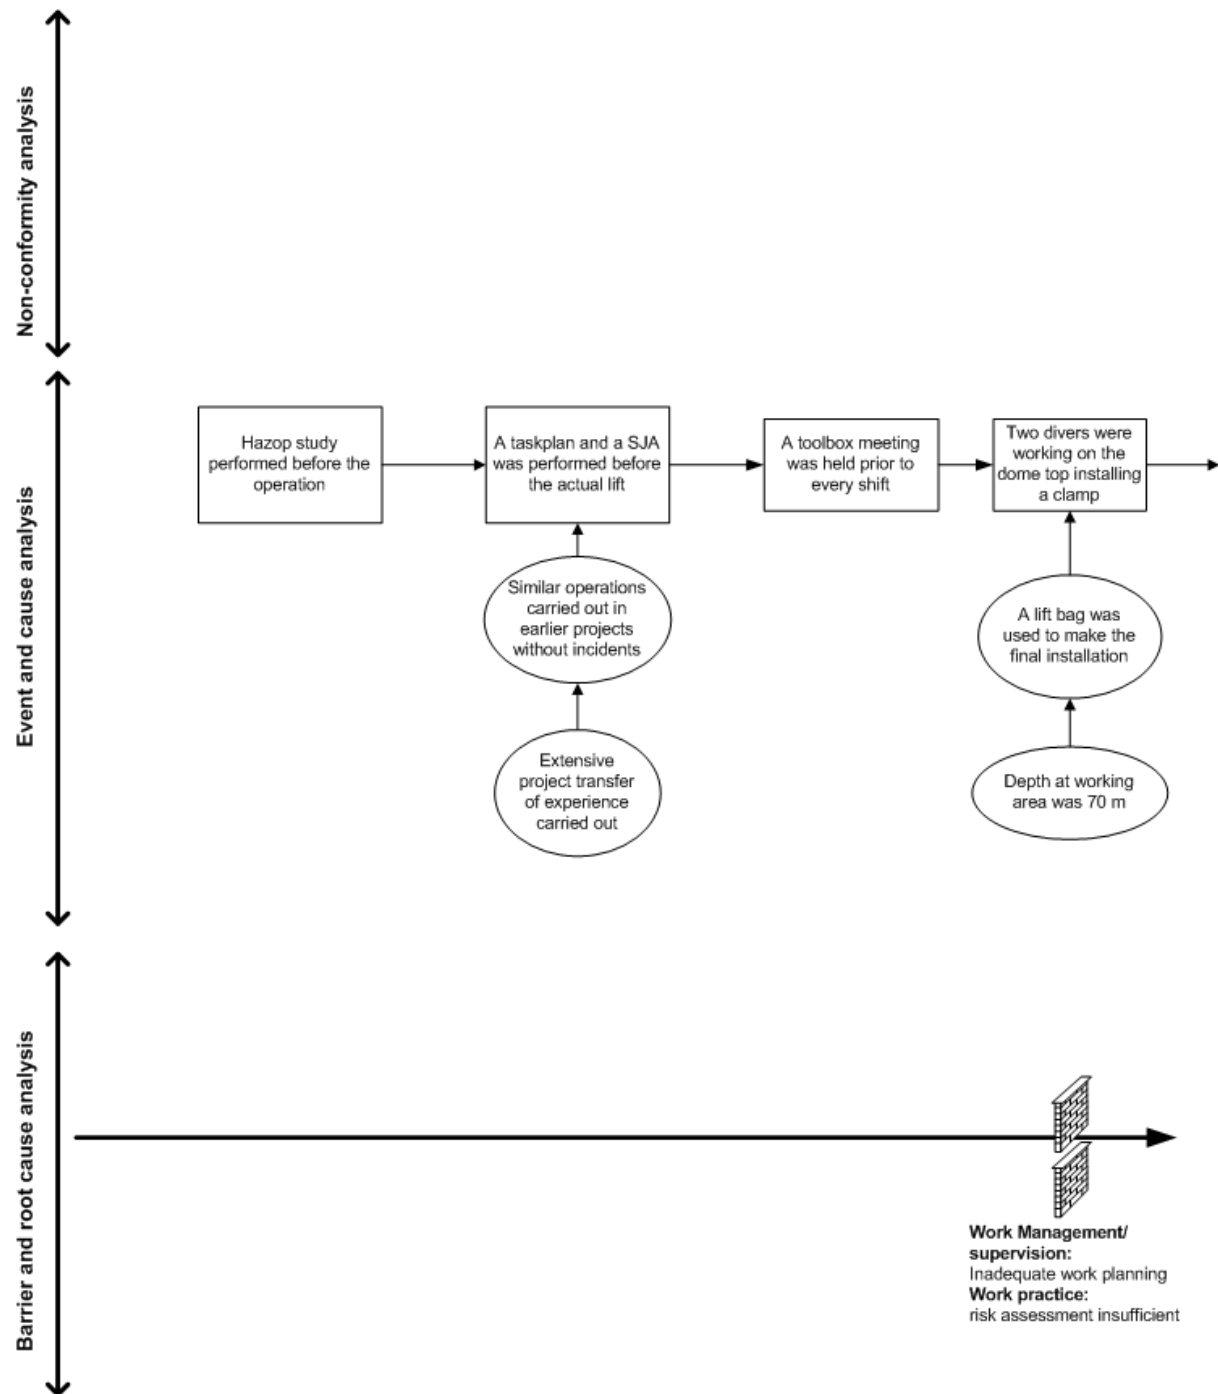 Non-conformity analysis
Event and cause analysis
Hazop study
performed before the
operation
A taskplan and a SJA
was performed before
the actual lift
A toolbox meeting
was held prior to
every shift
Two divers were
working on the
dome top installing
a clamp
Similar operations
carried out in
earlier projects
without incidents
A lift bag was
used to make the
final installation
Extensive
project transfer
of experience
carried out
Depth at working
area was 70 m
Barrier and root cause analysis
Work Management/
supervision:
Inadequate work planning
Work practice:
risk assessment insufficient